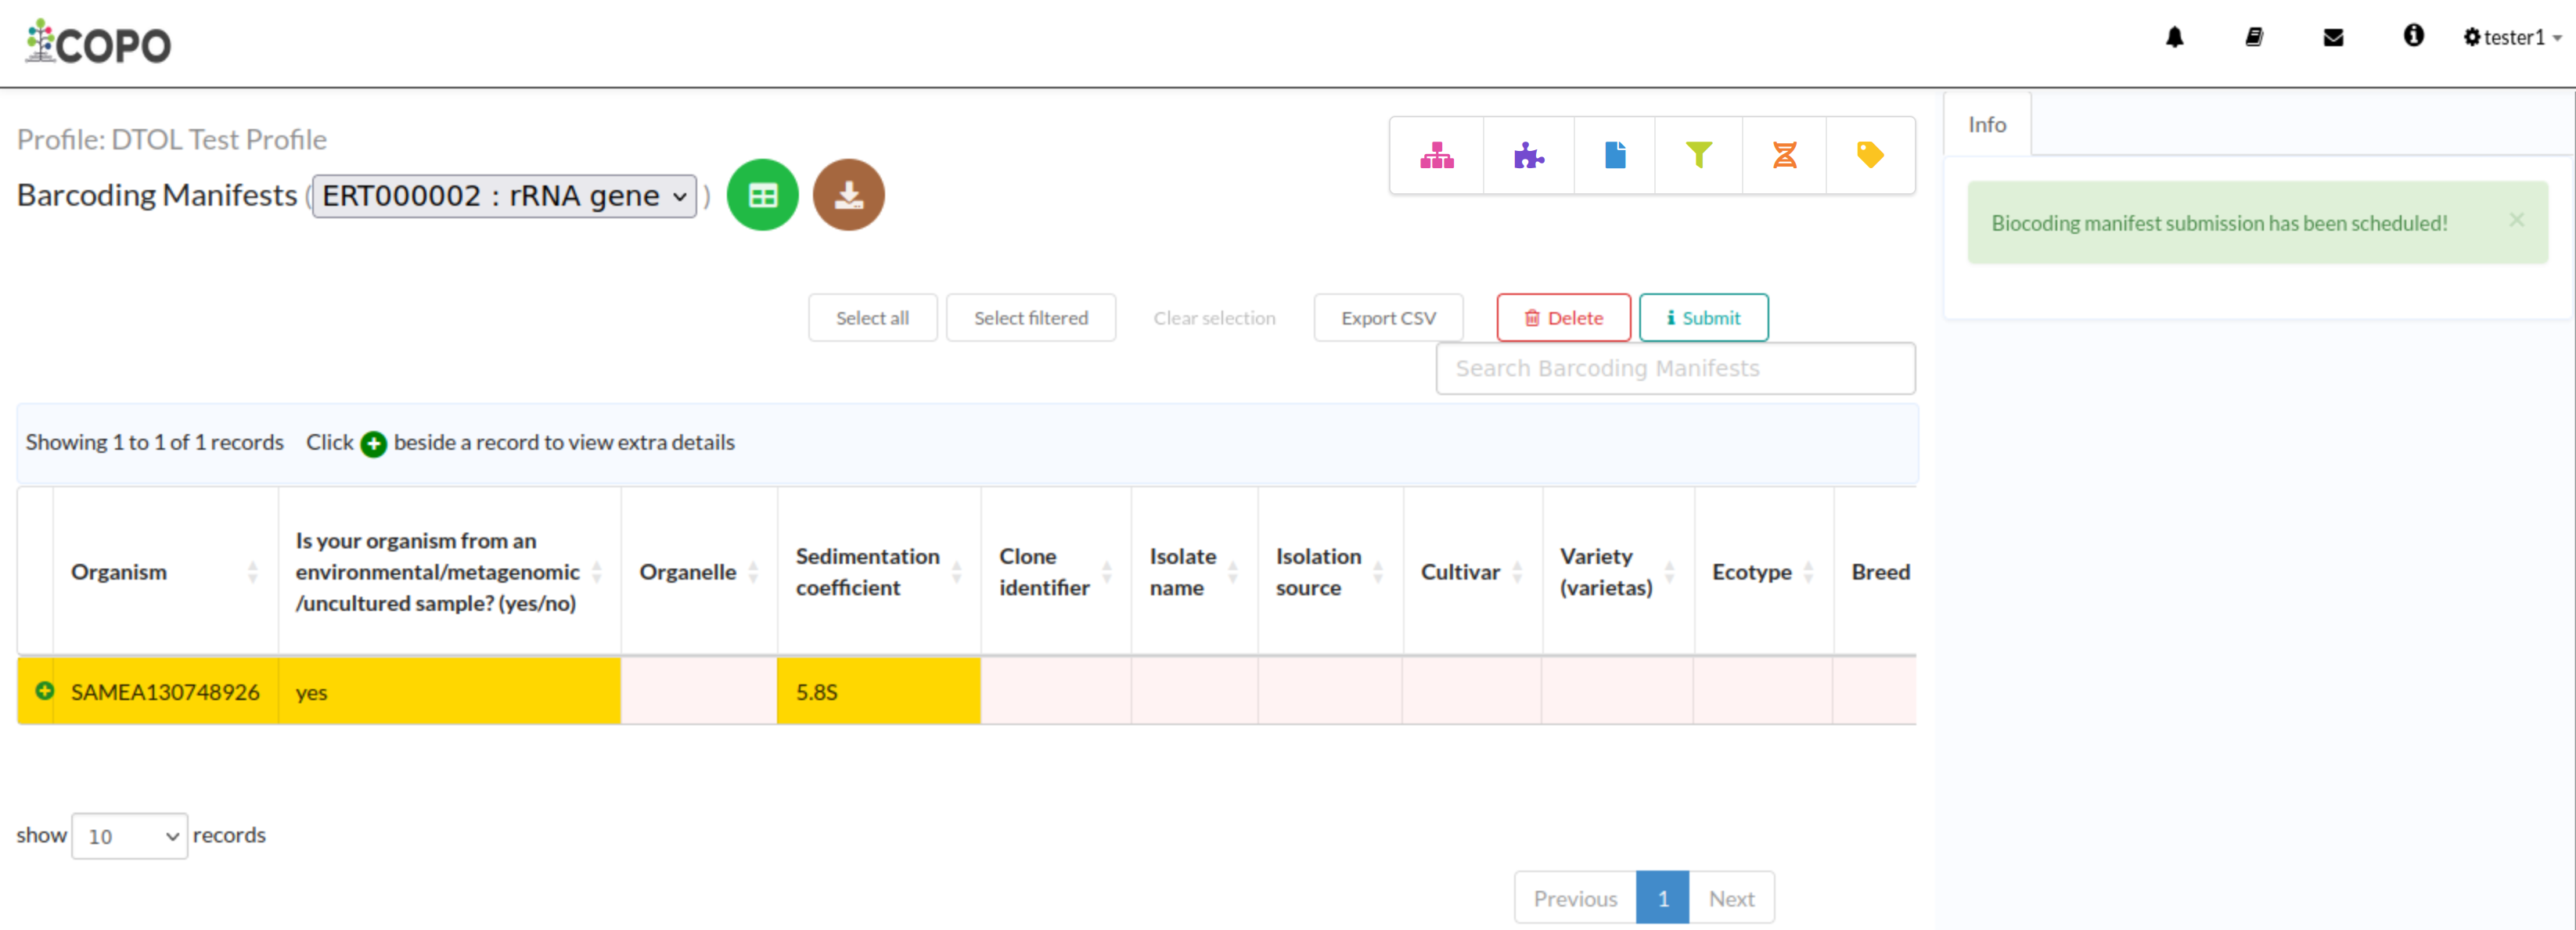 COPO
tester1
Profile: DTOL Test Profile
Barcoding Manifests ( ERT000002 : rRNA gene )
Info
Biocoding manifest submission has been scheduled! ×
Select all Select filtered Clear selection Export CSV Delete Submit
Search Barcoding Manifests
Showing 1 to 1 of 1 records Click beside a record to view extra details
Organism
Is your organism from an
environmental/metagenomic
/uncultured sample? (yes/no)
Organelle
Sedimentation
coefficient
Clone
identifier
Isolate
name
Isolation
source
Cultivar
Variety
(varietas)
Ecotype
Breed
SAMEA130748926 yes 5.8S
show 10 records
Previous 1 Next